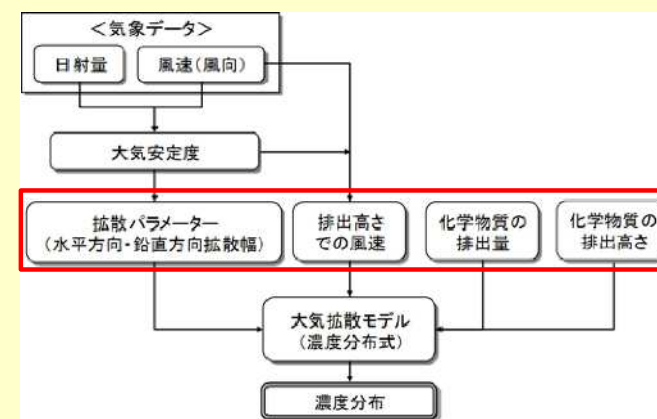 ＜気象データ＞
日射量
風速(風向)
大気安定度
拡散パラメーター
(水平方向・鉛直方向拡散幅)
排出高さ
での風速
化学物質の
排出量
化学物質の
排出高さ
大気拡散モデル
(濃度分布式)
濃度分布